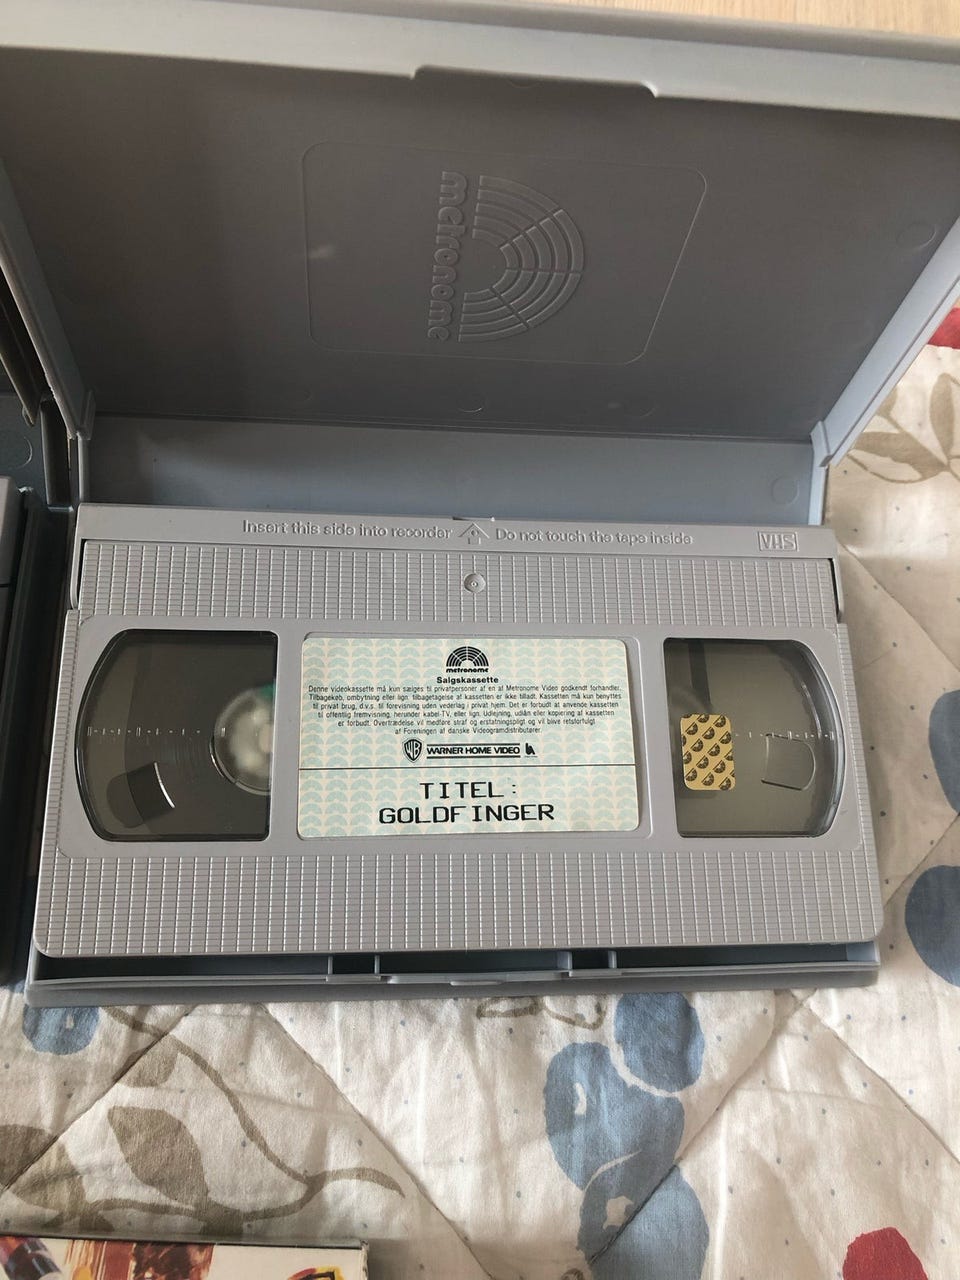 metronome
Insert this side into recorder Do not touch the tape inside VHS
metronome
Salgskassette
Denne videokassette må kun sælges til privatpersoner af en af Metronome Video godkendt forhandler.
Tilbagekøb, ombytning eller lign. tilbagetagelse af kassetten er ikke tilladt. Kassetten må kun benyttes
til privat brug, d.v.s. til forevisning uden vederlag i privat hjem. Det er forbudt at anvende kassetten
til offentlig fremvisning, herunder kabel-TV, eller lign. Udlejning, udlån eller kopiering af kassetten
er forbudt. Overtrædelse vil medføre straf og erstatningspligt og vil blive retsforfulgt
af Foreningen af danske Videogramdistributører.
WB WARNER HOME VIDEO
TITEL:
GOLDFINGER